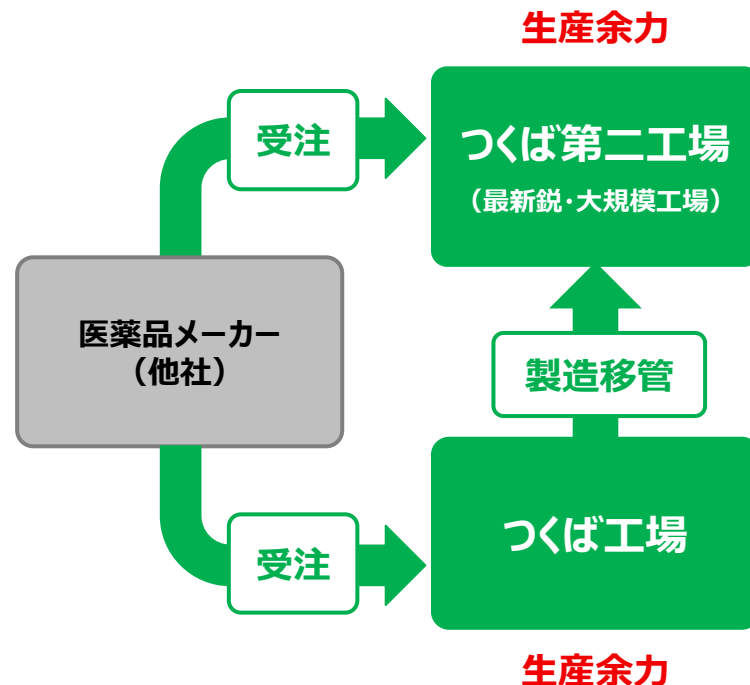 生産余力
受注
つくば第二工場
（最新鋭・大規模工場）
医薬品メーカー
（他社）
製造移管
つくば工場
受注
生産余力